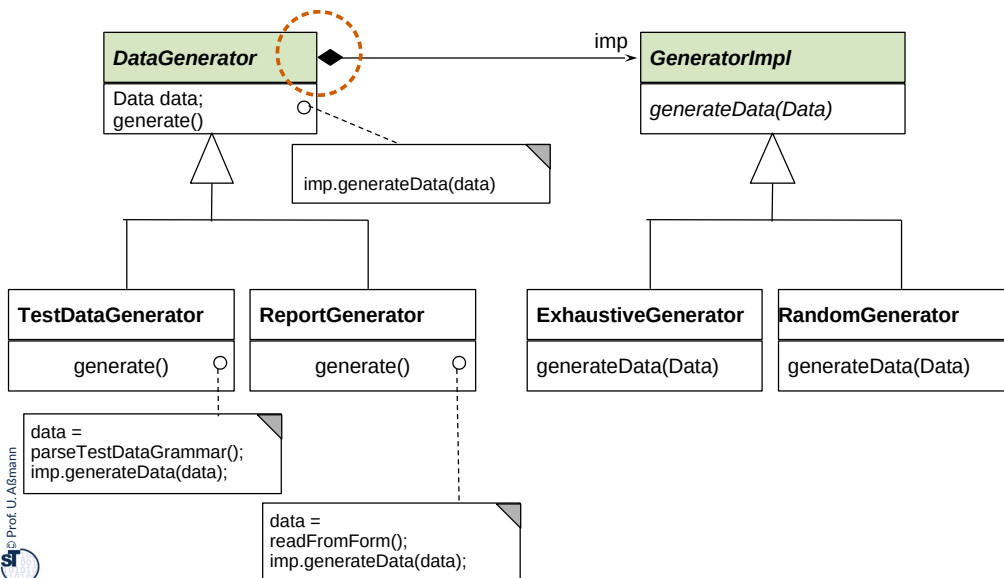 imp
DataGenerator
GeneratorImpl
Data data;
generate()
generateData(Data)
imp.generateData(data)
TestDataGenerator
ReportGenerator
ExhaustiveGenerator
RandomGenerator
generate()
generate()
generateData(Data)
generateData(Data)
data =
parseTestDataGrammar();
imp.generateData(data);
data =
readFromForm();
imp.generateData(data);
© Prof. U. Aßmann
ST